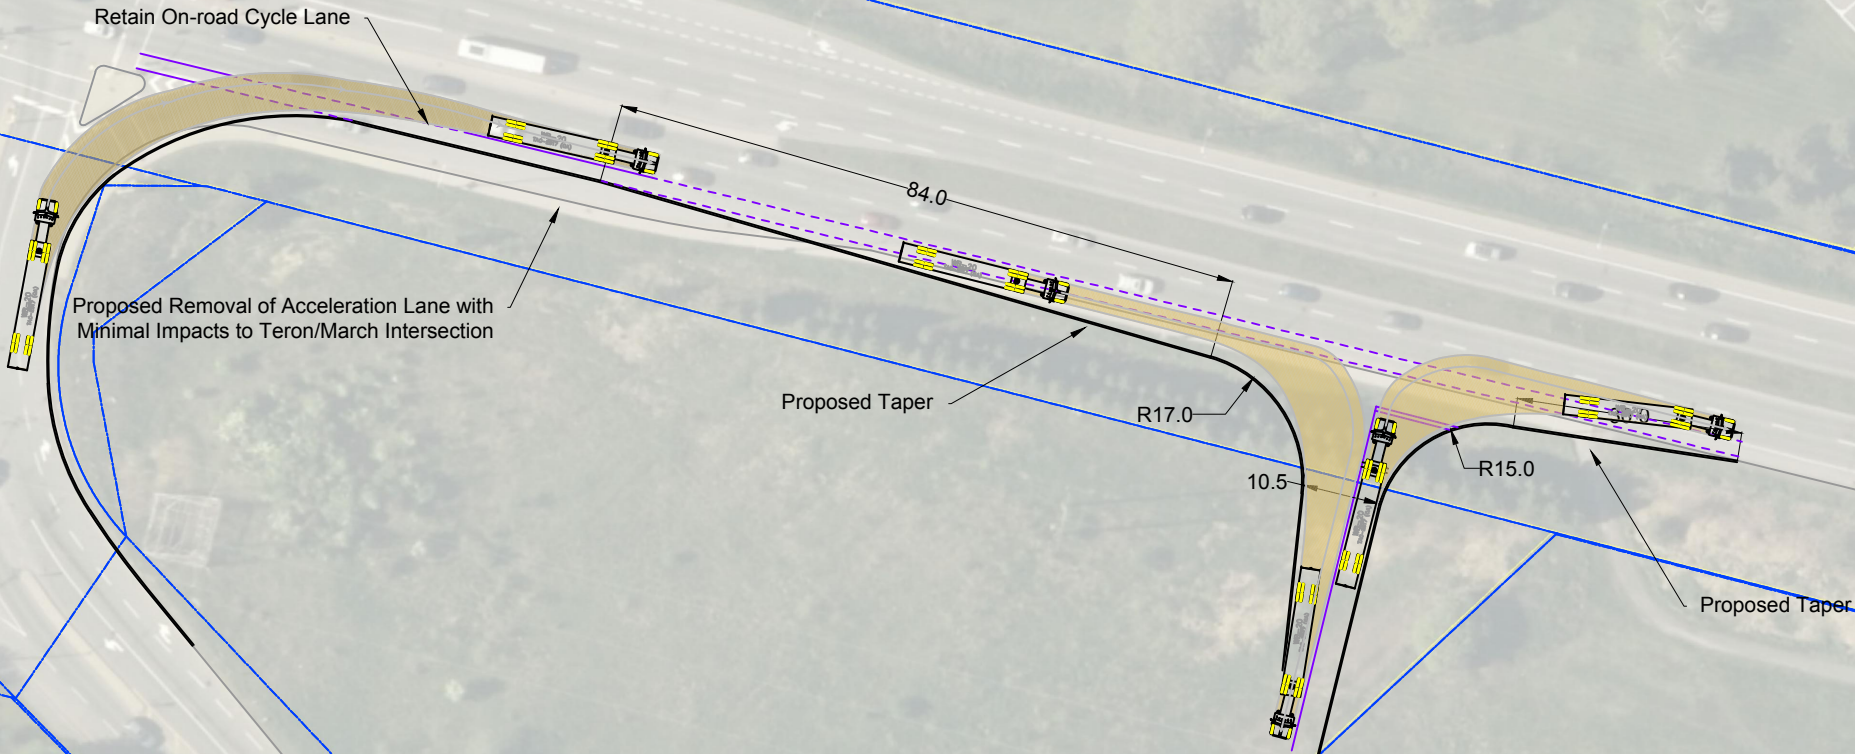 Retain On-road Cycle Lane
84.0
Proposed Removal of Acceleration Lane with
Minimal Impacts to Teron/March Intersection
Proposed Taper
R17.0
10.5
R15.0
Proposed Taper